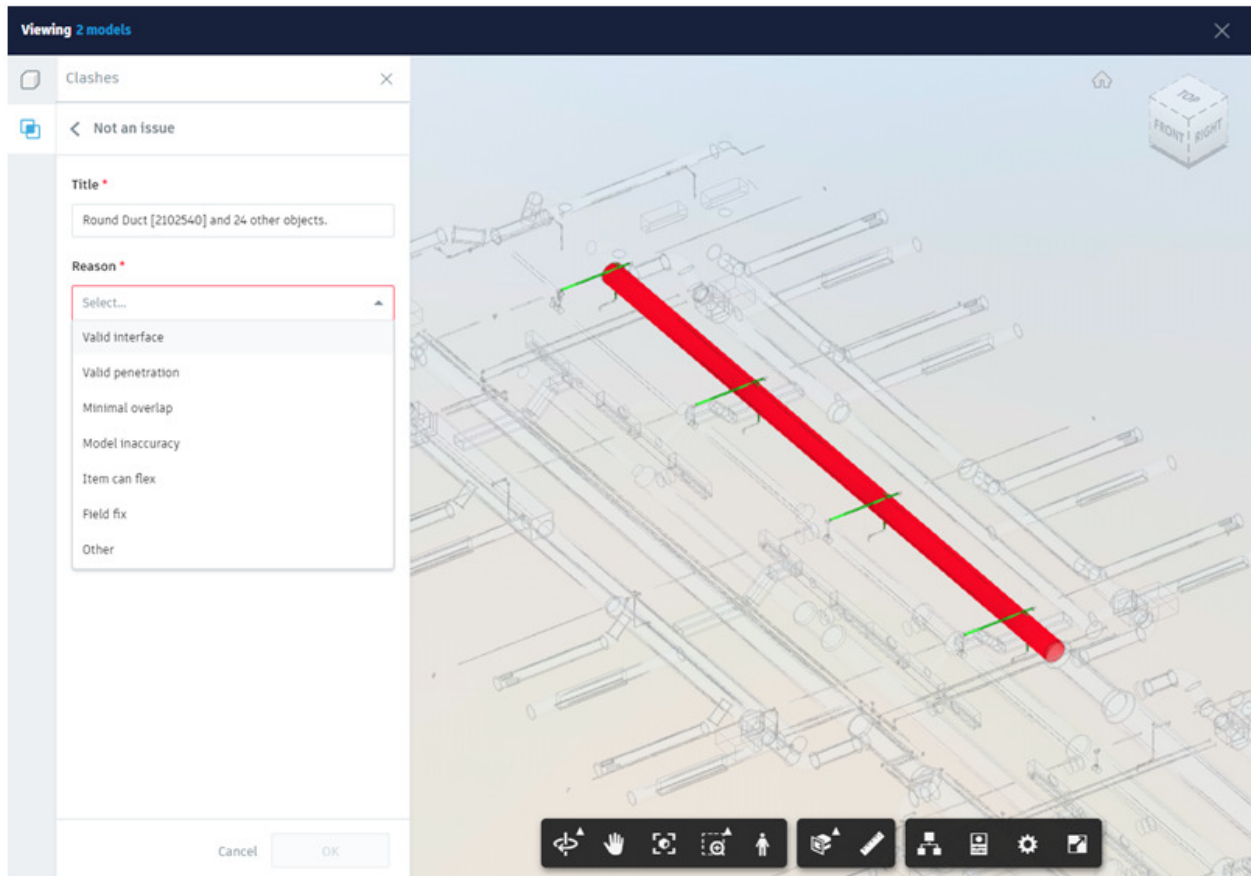 Viewing 2 models
Clashes
Not an issue
Title *
Round Duct [2102540] and 24 other objects.
Reason *
Select...
Valid interface
Valid penetration
Minimal overlap
Model inaccuracy
Item can flex
Field fix
Other
Cancel
OK
TOP
FRONT
RIGHT